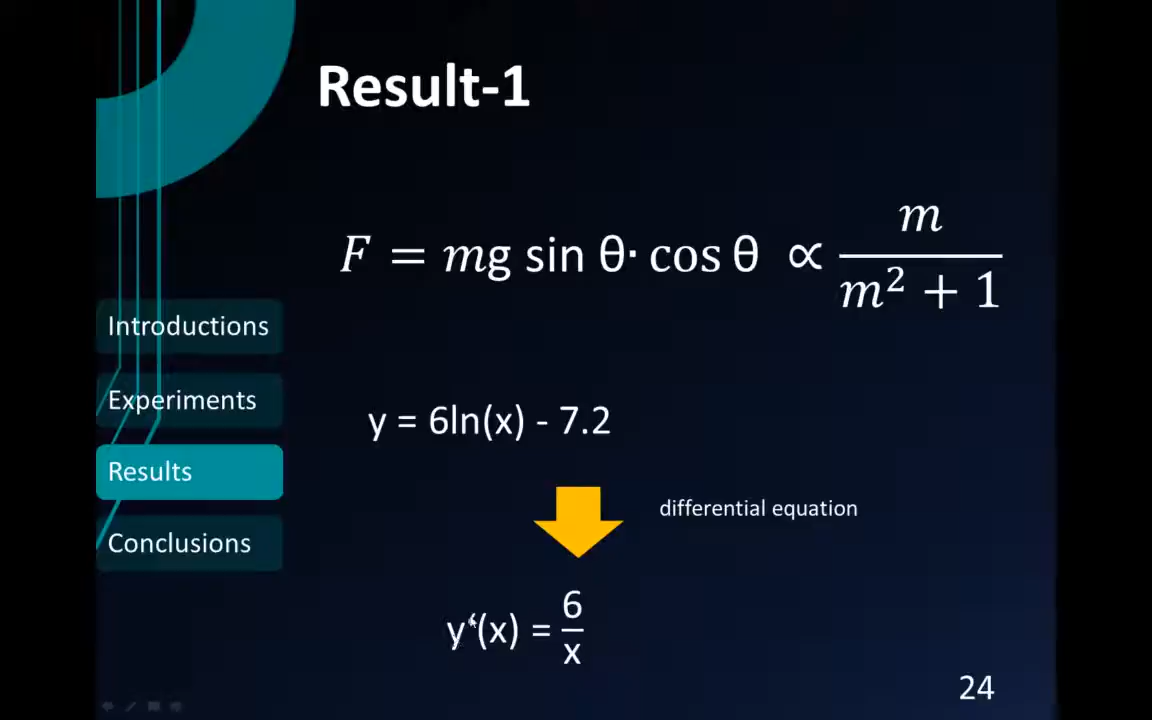 Result-1
F = mg sin θ· cos θ ∝ m / (m² + 1)
Introductions
Experiments
Results
Conclusions
y = 6ln(x) - 7.2
differential equation
y‘(x) = 6/x
24